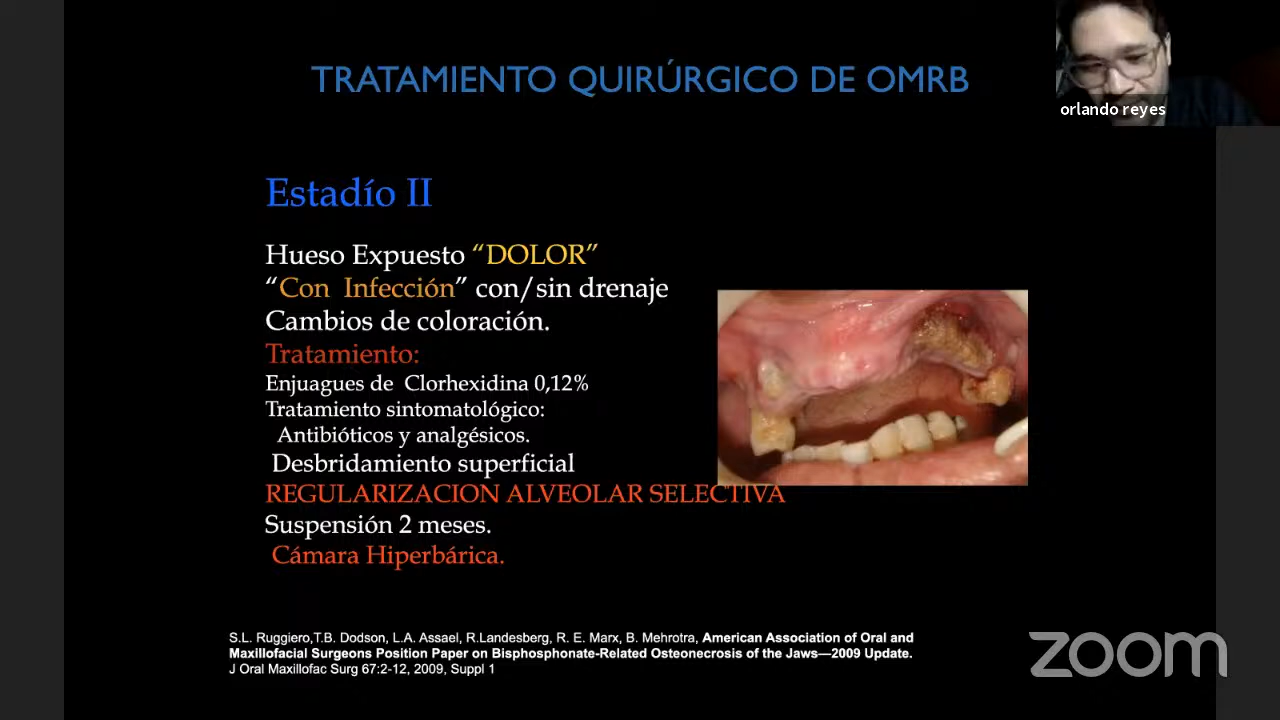 TRATAMIENTO QUIRÚRGICO DE OMRB
orlando reyes
Estadío II
Hueso Expuesto “DOLOR”
“Con Infección” con/sin drenaje
Cambios de coloración.
Tratamiento:
Enjuagues de Clorhexidina 0,12%
Tratamiento sintomatológico:
Antibióticos y analgésicos.
Desbridamiento superficial
REGULARIZACION ALVEOLAR SELECTIVA
Suspensión 2 meses.
Cámara Hiperbárica.
S.L. Ruggiero,T.B. Dodson, L.A. Assael, R.Landesberg, R. E. Marx, B. Mehrotra, American Association of Oral and
Maxillofacial Surgeons Position Paper on Bisphosphonate-Related Osteonecrosis of the Jaws—2009 Update.
J Oral Maxillofac Surg 67:2-12, 2009, Suppl 1
zoom